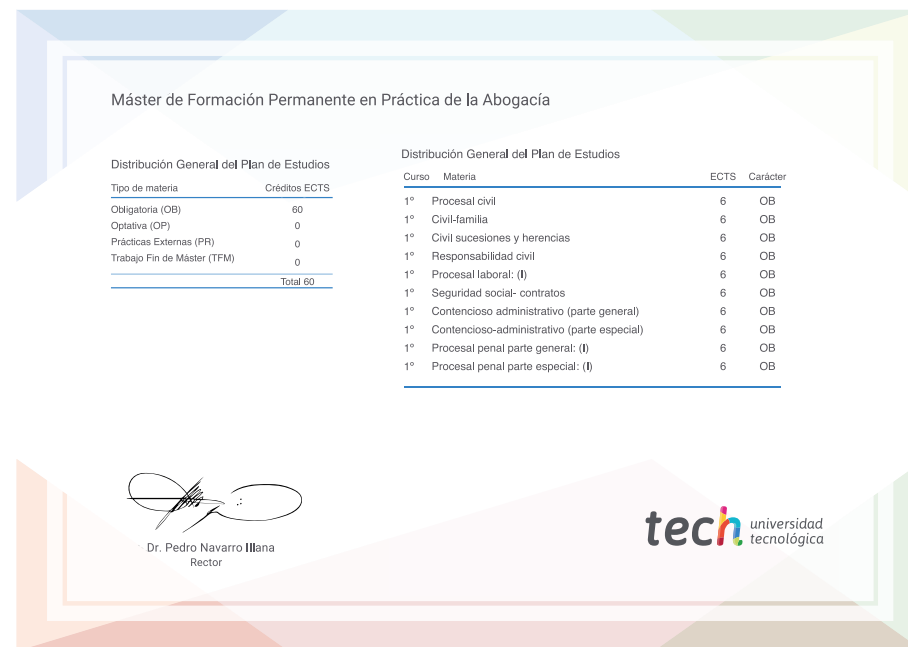 Máster de Formación Permanente en Práctica de la Abogacía
Distribución General del Plan de Estudios
Tipo de materia Créditos ECTS
Obligatoria (OB) 60
Optativa (OP) 0
Prácticas Externas (PR) 0
Trabajo Fin de Máster (TFM) 0
Total 60
Distribución General del Plan de Estudios
Curso Materia ECTS Carácter
1º Procesal civil 6 OB
1º Civil-familia 6 OB
1º Civil sucesiones y herencias 6 OB
1º Responsabilidad civil 6 OB
1º Procesal laboral: (I) 6 OB
1º Seguridad social- contratos 6 OB
1º Contencioso administrativo (parte general) 6 OB
1º Contencioso-administrativo (parte especial) 6 OB
1º Procesal penal parte general: (I) 6 OB
1º Procesal penal parte especial: (I) 6 OB
Dr. Pedro Navarro Illana
Rector
tech universidad
tecnológica